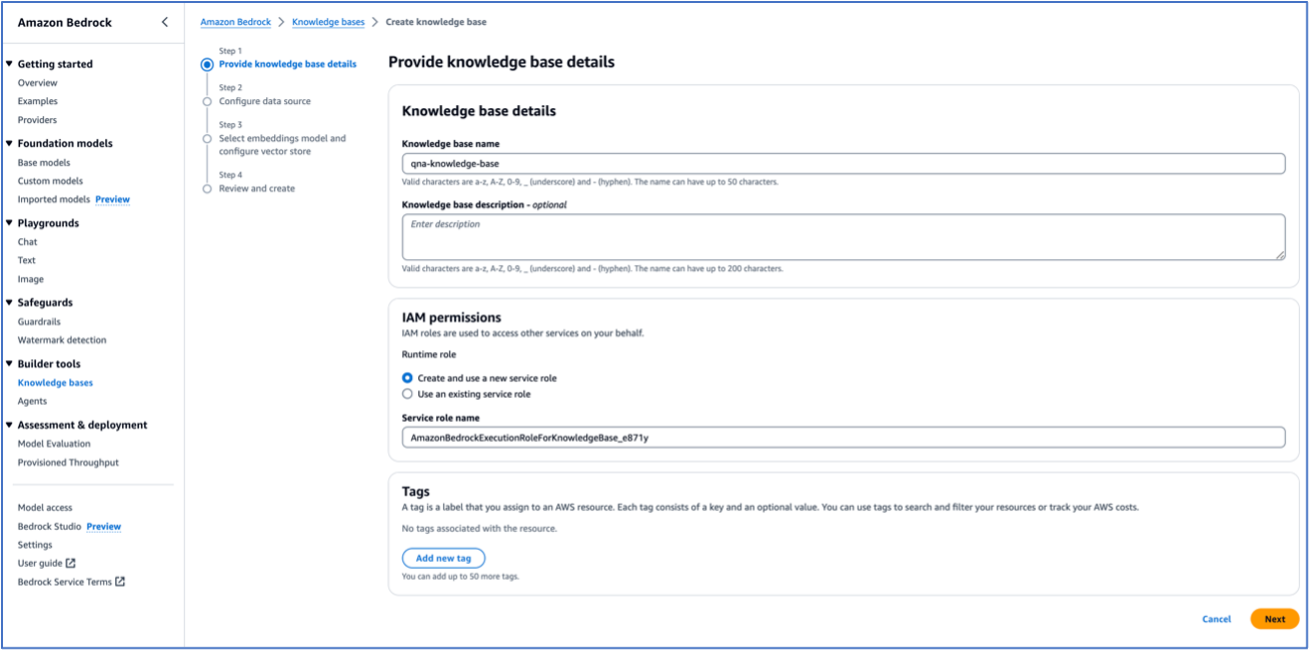 Amazon Bedrock
Getting started
Overview
Examples
Providers
Foundation models
Base models
Custom models
Imported models Preview
Playgrounds
Chat
Text
Image
Safeguards
Guardrails
Watermark detection
Builder tools
Knowledge bases
Agents
Assessment & deployment
Model Evaluation
Provisioned Throughput
Model access
Bedrock Studio Preview
Settings
User guide
Bedrock Service Terms
Amazon Bedrock > Knowledge bases > Create knowledge base
Step 1
Provide knowledge base details
Step 2
Configure data source
Step 3
Select embeddings model and
configure vector store
Step 4
Review and create
Provide knowledge base details
Knowledge base details
Knowledge base name
qna-knowledge-base
Valid characters are a-z, A-Z, 0-9, _ (underscore) and - (hyphen). The name can have up to 50 characters.
Knowledge base description - optional
Enter description
Valid characters are a-z, A-Z, 0-9, _ (underscore) and - (hyphen). The name can have up to 200 characters.
IAM permissions
IAM roles are used to access other services on your behalf.
Runtime role
Create and use a new service role
Use an existing service role
Service role name
AmazonBedrockExecutionRoleForKnowledgeBase_e871y
Tags
A tag is a label that you assign to an AWS resource. Each tag consists of a key and an optional value. You can use tags to search and filter your resources or track your AWS costs.
No tags associated with the resource.
Add new tag
You can add up to 50 more tags.
Cancel Next